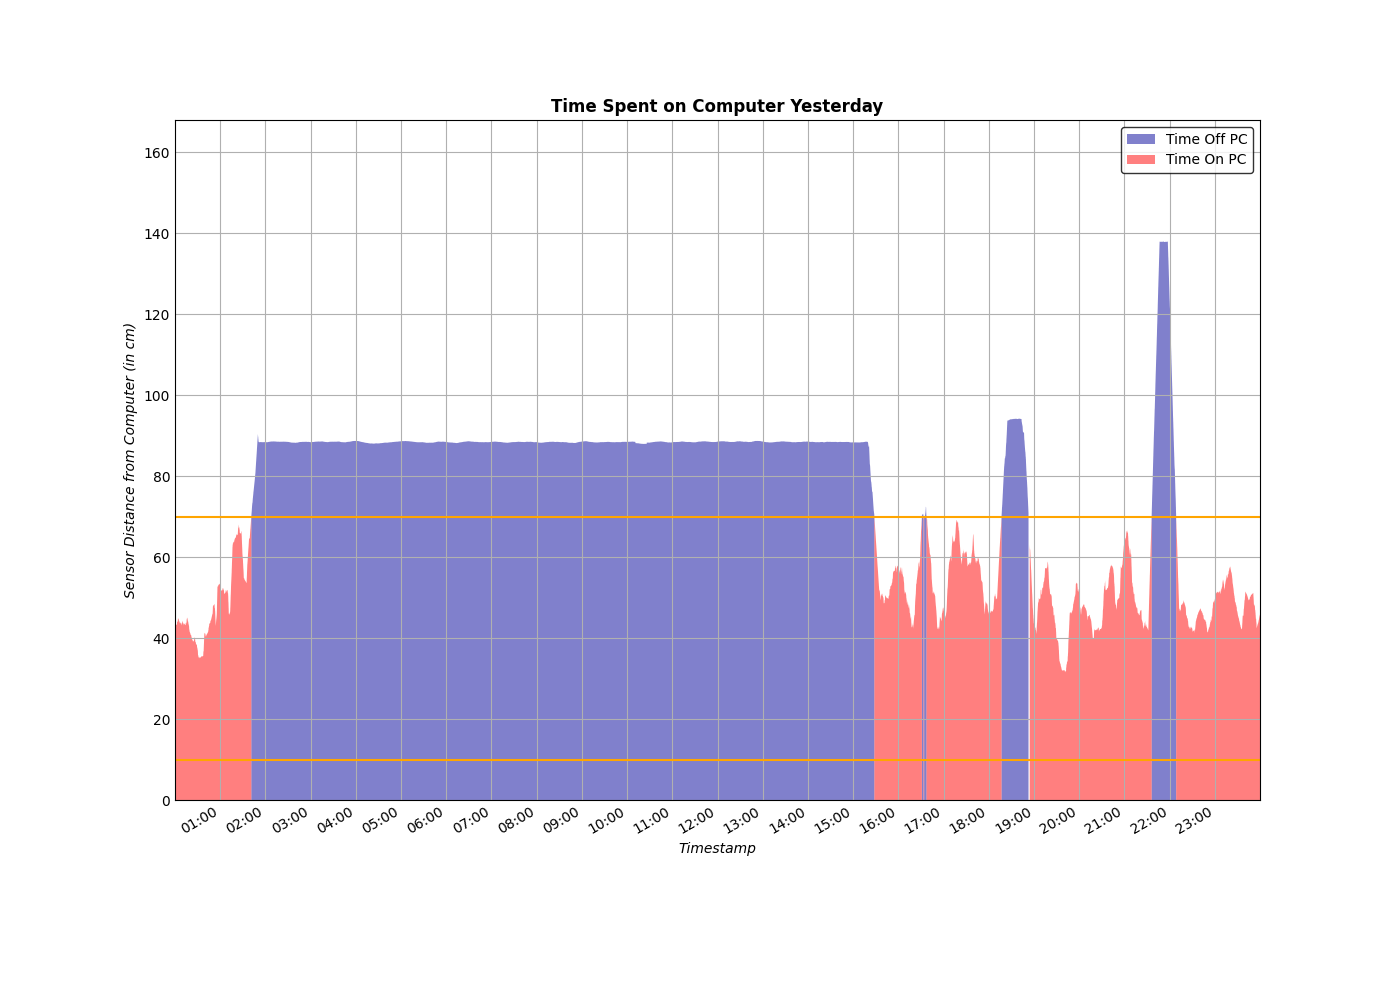 Time Spent on Computer Yesterday
Time Off PC
Time On PC
160
140
120
100
80
60
40
20
0
Sensor Distance from Computer (in cm)
01:00 02:00 03:00 04:00 05:00 06:00 07:00 08:00 09:00 10:00 11:00 12:00 13:00 14:00 15:00 16:00 17:00 18:00 19:00 20:00 21:00 22:00 23:00
Timestamp